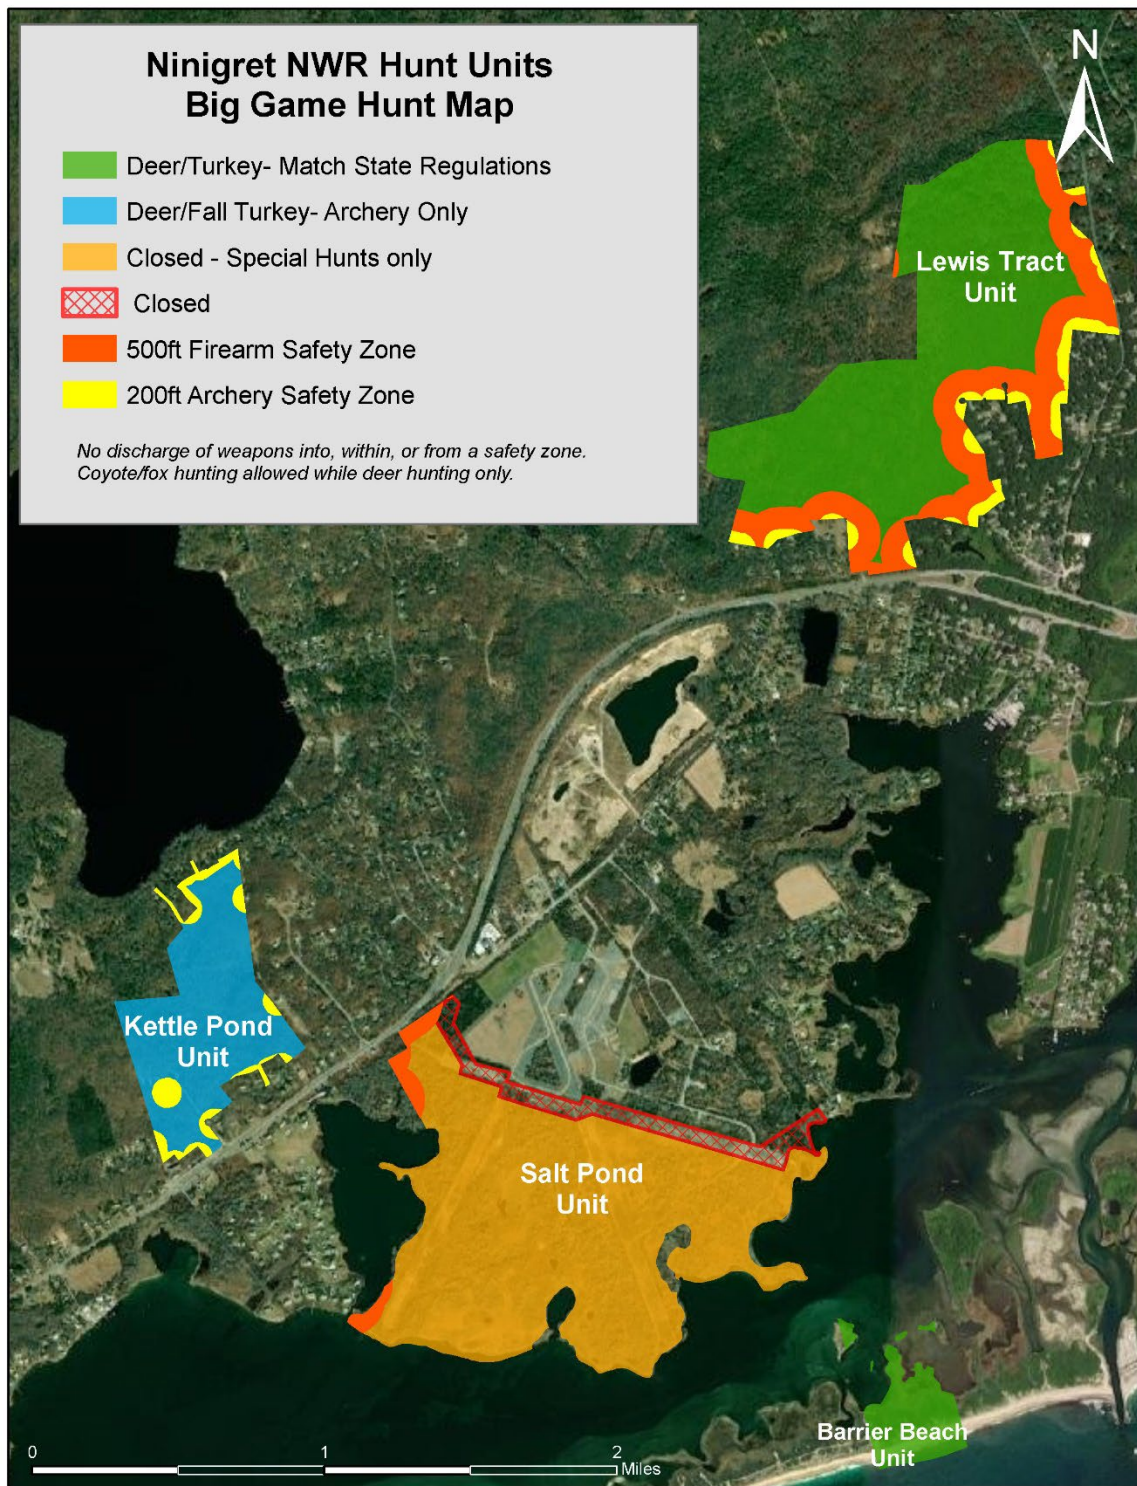 Ninigret NWR Hunt Units
Big Game Hunt Map
Deer/Turkey- Match State Regulations
Deer/Fall Turkey- Archery Only
Closed - Special Hunts only
Closed
500ft Firearm Safety Zone
200ft Archery Safety Zone
No discharge of weapons into, within, or from a safety zone.
Coyote/fox hunting allowed while deer hunting only.
N
Lewis Tract
Unit
Kettle Pond
Unit
Salt Pond
Unit
Barrier Beach
Unit
0 1 2
Miles